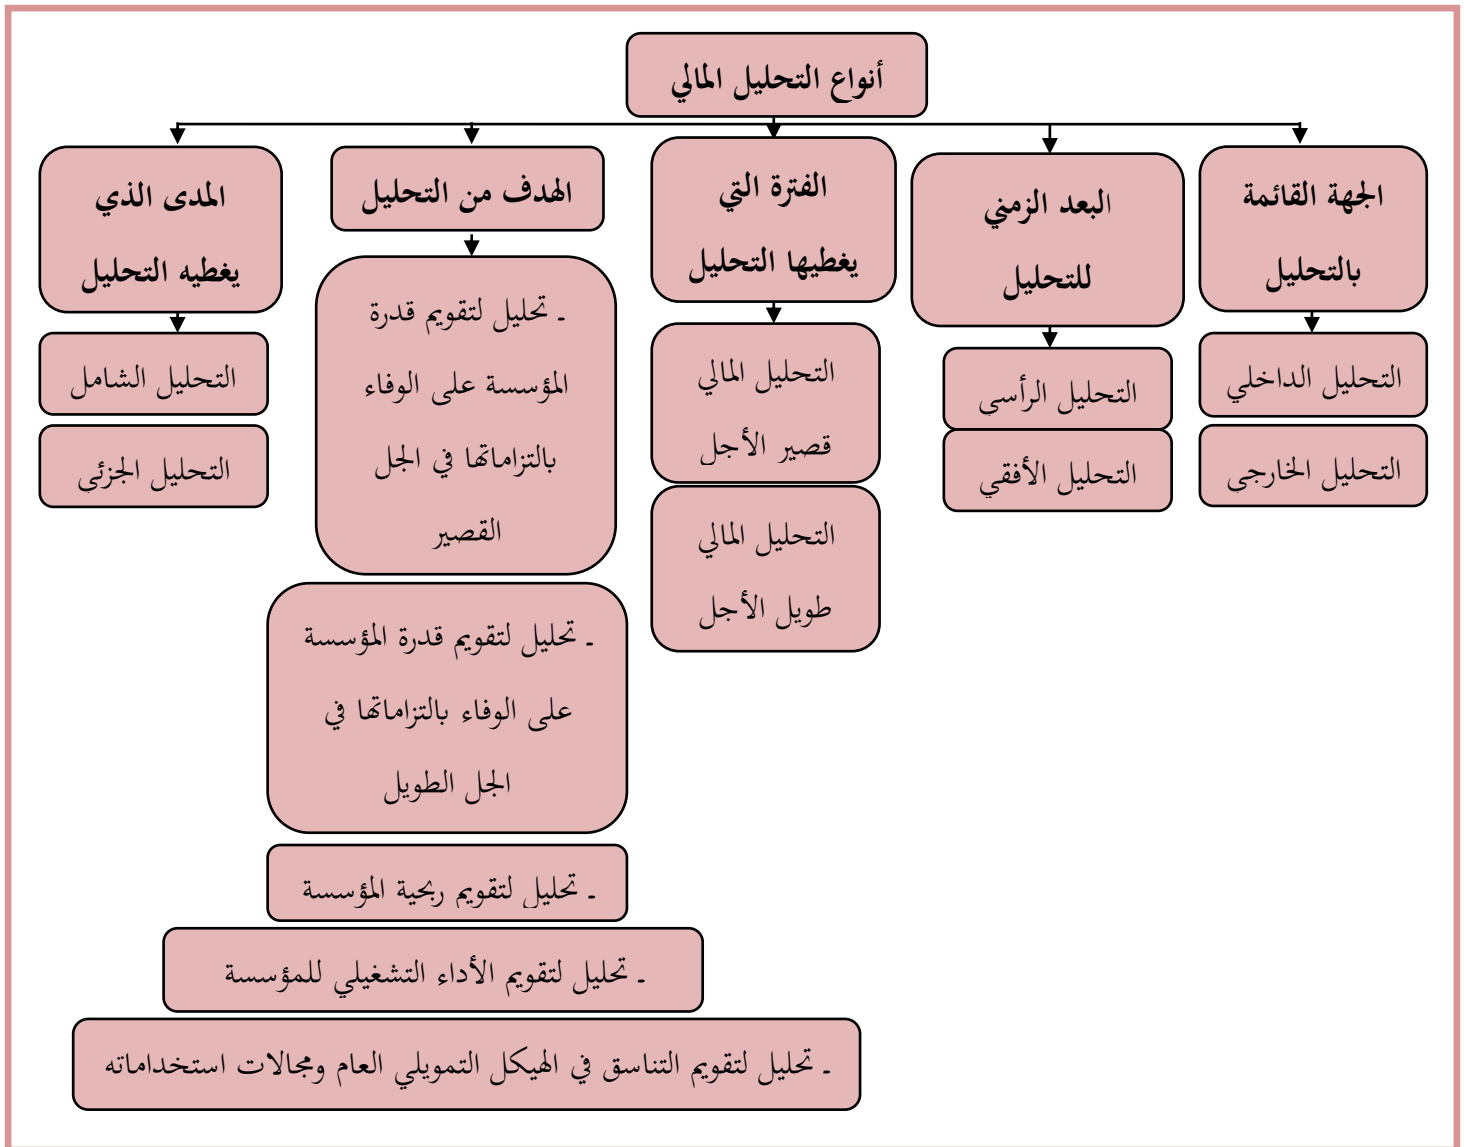 أنواع التحليل المالي
الجهة القائمة
بالتحليل
التحليل الداخلي
التحليل الخارجي
البعد الزمني
للتحليل
التحليل الرأسي
التحليل الأفقي
الفترة التي
يغطيها التحليل
التحليل المالي
قصير الأجل
التحليل المالي
طويل الأجل
الهدف من التحليل
ـ تحليل لتقويم قدرة
المؤسسة على الوفاء
بالتزاماتها في الجل
القصير
ـ تحليل لتقويم قدرة المؤسسة
على الوفاء بالتزاماتها في
الجل الطويل
ـ تحليل لتقويم ربحية المؤسسة
ـ تحليل لتقويم الأداء التشغيلي للمؤسسة
ـ تحليل لتقويم التناسق في الهيكل التمويلي العام ومجالات استخداماته
المدى الذي
يغطيه التحليل
التحليل الشامل
التحليل الجزئي